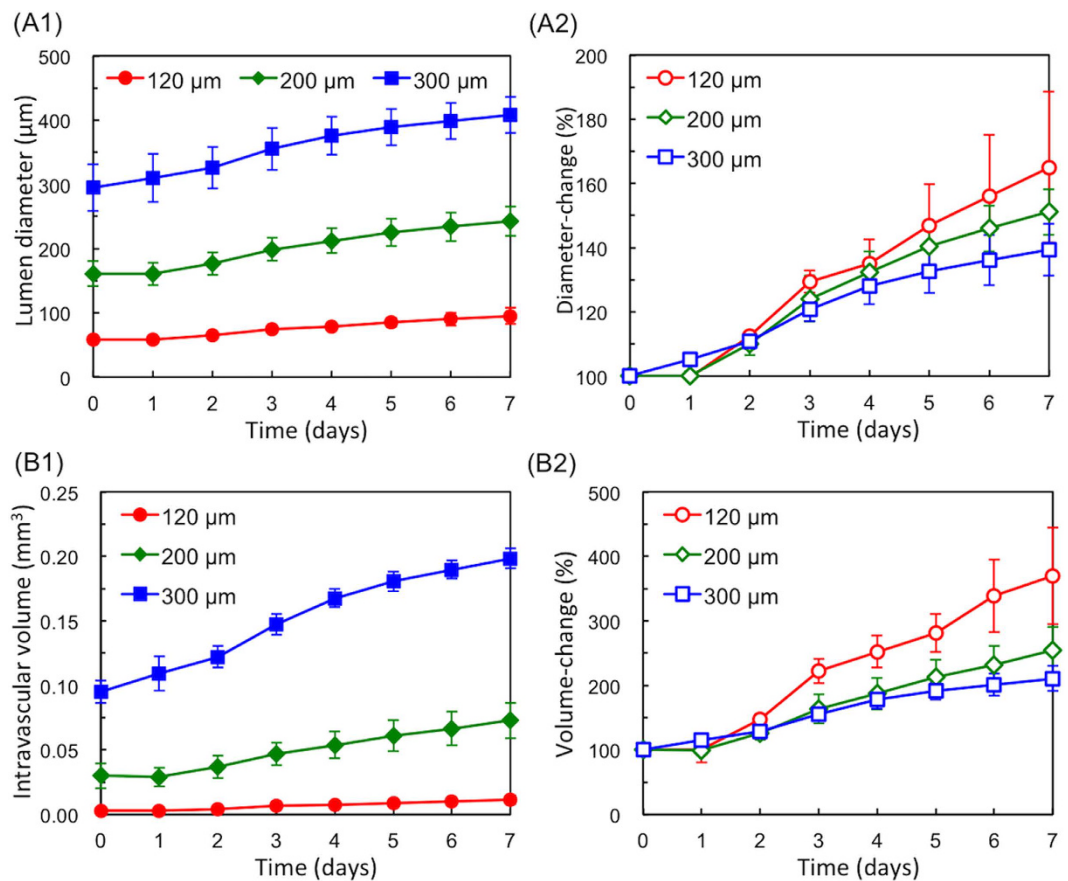 (A1)
120 μm 200 μm 300 μm
Lumen diameter (μm)
500
400
300
200
100
0
0 1 2 3 4 5 6 7
Time (days)
(A2)
120 μm
200 μm
300 μm
Diameter-change (%)
200
180
160
140
120
100
0 1 2 3 4 5 6 7
Time (days)
(B1)
120 μm
200 μm
300 μm
Intravascular volume (mm³)
0.25
0.20
0.15
0.10
0.05
0.00
0 1 2 3 4 5 6 7
Time (days)
(B2)
120 μm
200 μm
300 μm
Volume-change (%)
500
400
300
200
100
0
0 1 2 3 4 5 6 7
Time (days)